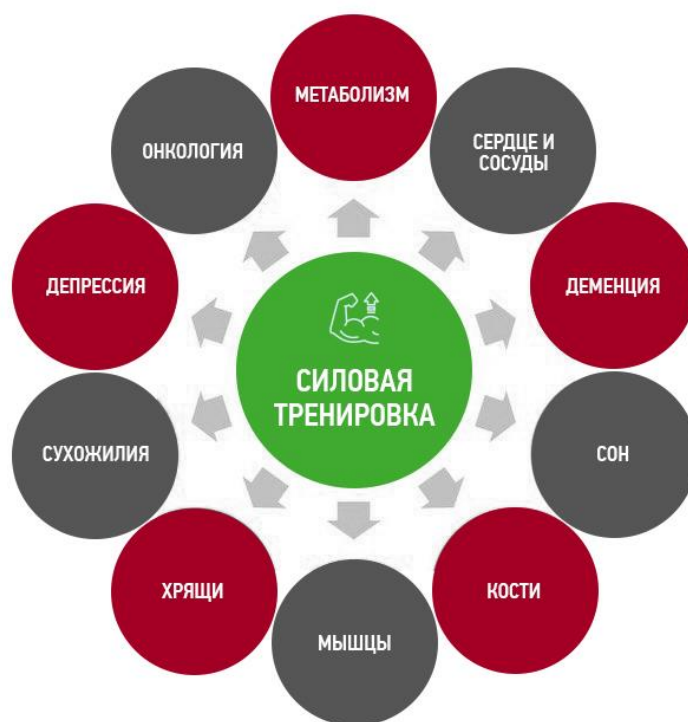 МЕТАБОЛИЗМ
СЕРДЦЕ И
СОСУДЫ
ДЕМЕНЦИЯ
СОН
КОСТИ
МЫШЦЫ
ХРЯЩИ
СУХОЖИЛИЯ
ДЕПРЕССИЯ
ОНКОЛОГИЯ
СИЛОВАЯ
ТРЕНИРОВКА